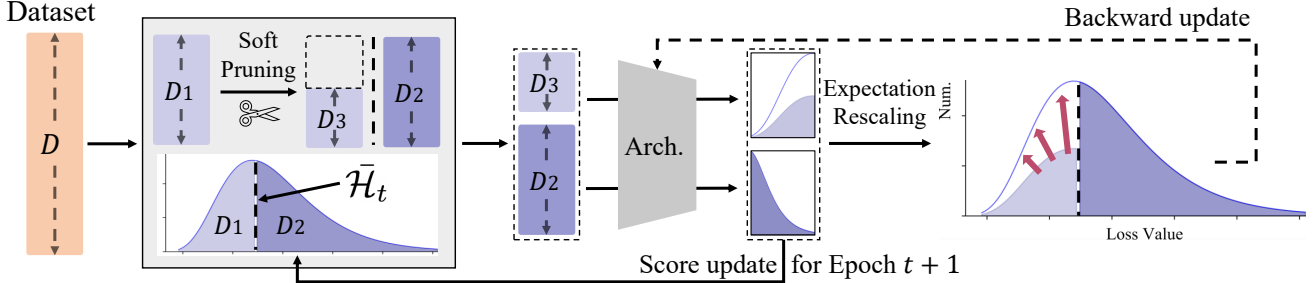 Dataset
D
D1
Soft
Pruning
D3
D2
D1
D2
H̄t
D3
D2
Arch.
Score update for Epoch t + 1
Expectation
Rescaling
Backward update
Num.
Loss Value